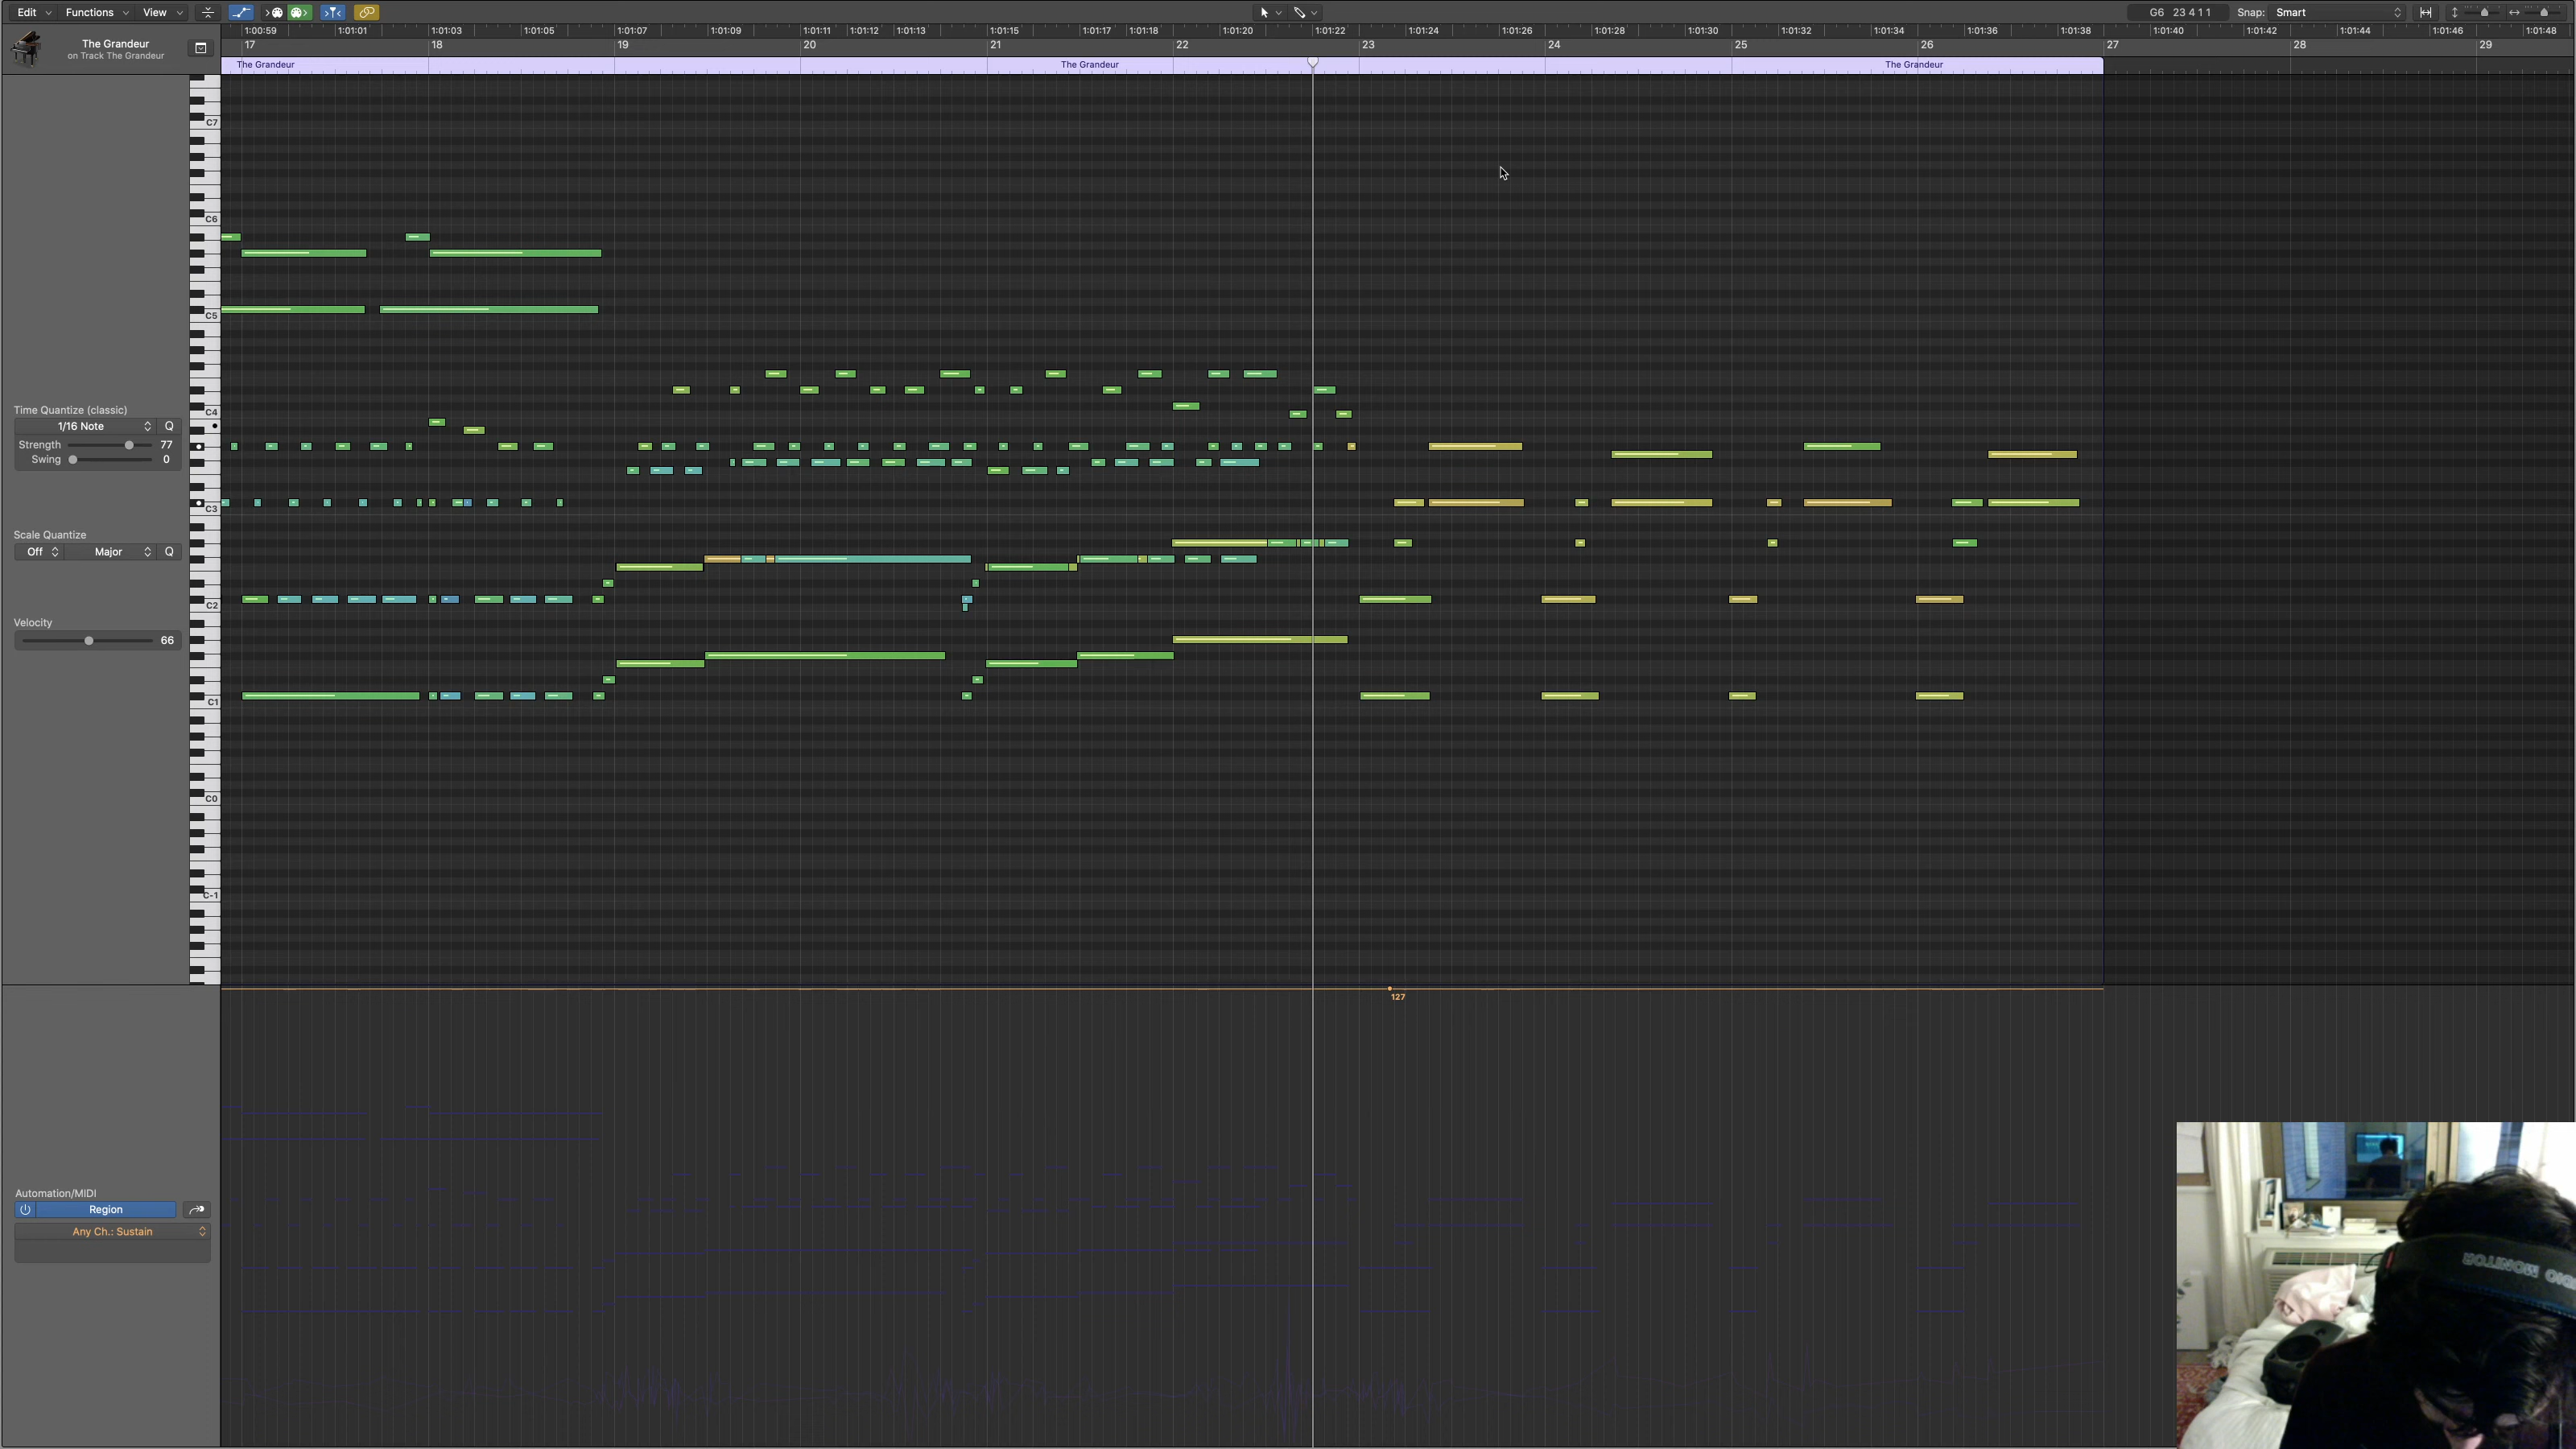 Edit Functions View G6 23 4 1 1 Snap: Smart
1:00:59 1:01:01 1:01:03 1:01:05 1:01:07 1:01:09 1:01:11 1:01:12 1:01:13 1:01:15 1:01:17 1:01:18 1:01:20 1:01:22 1:01:24 1:01:26 1:01:28 1:01:30 1:01:32 1:01:34 1:01:36 1:01:38 1:01:40 1:01:42 1:01:44 1:01:46 1:01:48
17 18 19 20 21 22 23 24 25 26 27 28 29
The Grandeur
on Track The Grandeur
The Grandeur The Grandeur The Grandeur
C7
C6
C5
C4
C3
C2
C1
C0
C-1
Time Quantize (classic)
1/16 Note Q
Strength 77
Swing 0
Scale Quantize
Off Major Q
Velocity
66
127
Automation/MIDI
Region
Any Ch.: Sustain
MONITOR